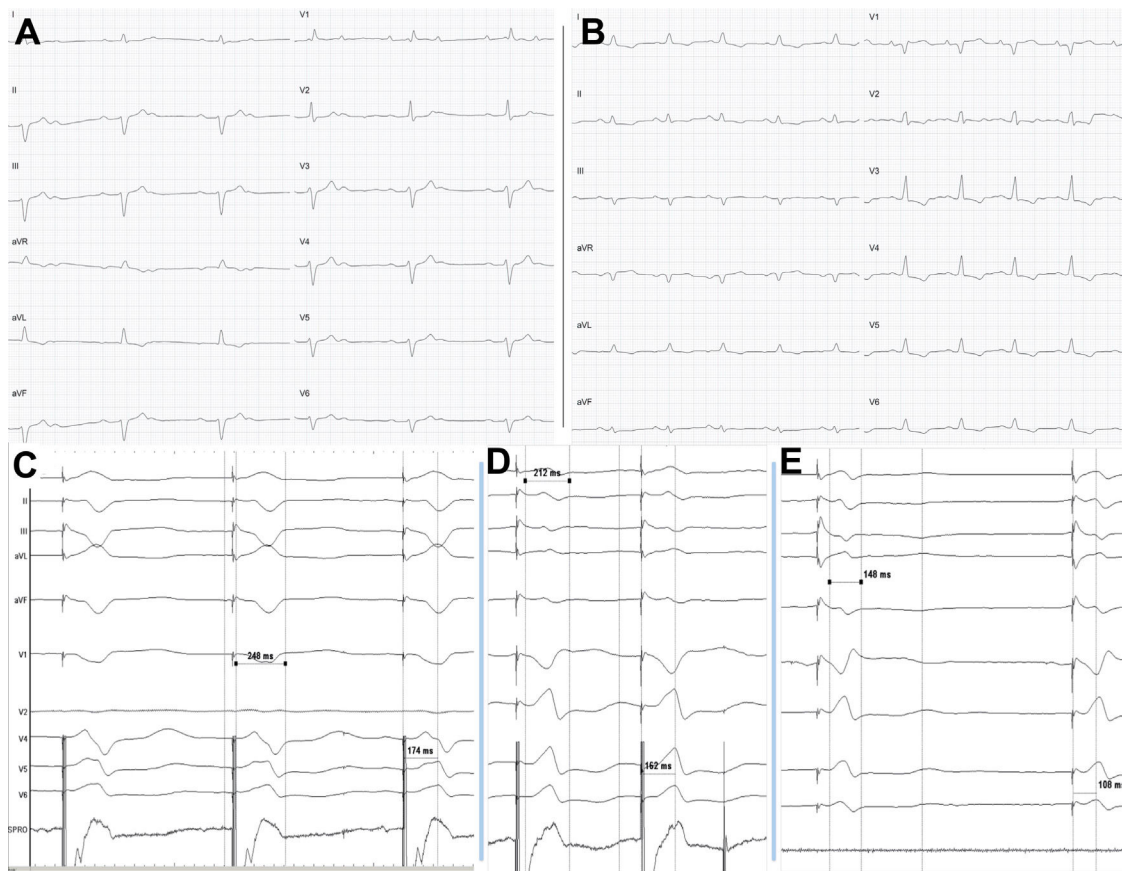 A
I
V1
II
V2
III
V3
aVR
V4
aVL
V5
aVF
V6
B
I
V1
II
V2
III
V3
aVR
V4
aVL
V5
aVF
V6
C
II
III
aVL
aVF
V1
248 ms
V2
V4
174 ms
V5
V6
SPRO
D
212 ms
162 ms
E
148 ms
108 ms